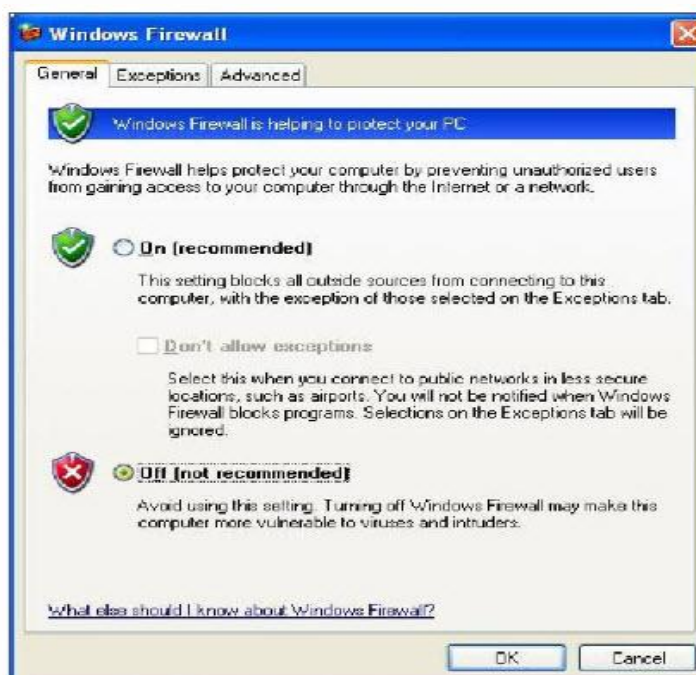 Windows Firewall
General Exceptions Advanced
Windows Firewall is helping to protect your PC
Windows Firewall helps protect your computer by preventing unauthorized users
from gaining access to your computer through the Internet or a network.
On (recommended)
This setting blocks all outside sources from connecting to this
computer, with the exception of those selected on the Exceptions tab.
Don't allow exceptions
Select this when you connect to public networks in less secure
locations, such as airports. You will not be notified when Windows
Firewall blocks programs. Selections on the Exceptions tab will be
ignored.
Off (not recommended)
Avoid using this setting. Turning off Windows Firewall may make this
computer more vulnerable to viruses and intruders.
What else should I know about Windows Firewall?
OK Cancel